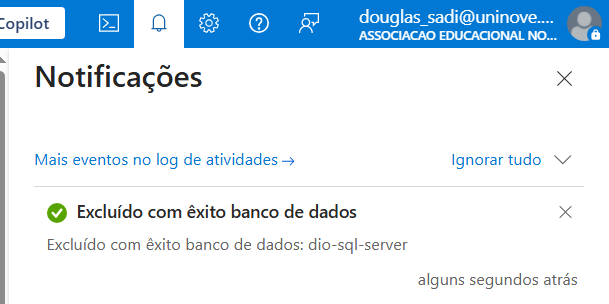 Copilot
douglas_sadi@uninove....
ASSOCIACAO EDUCACIONAL NO...
Notificações
Mais eventos no log de atividades →
Ignorar tudo
Excluído com êxito banco de dados
Excluído com êxito banco de dados: dio-sql-server
alguns segundos atrás